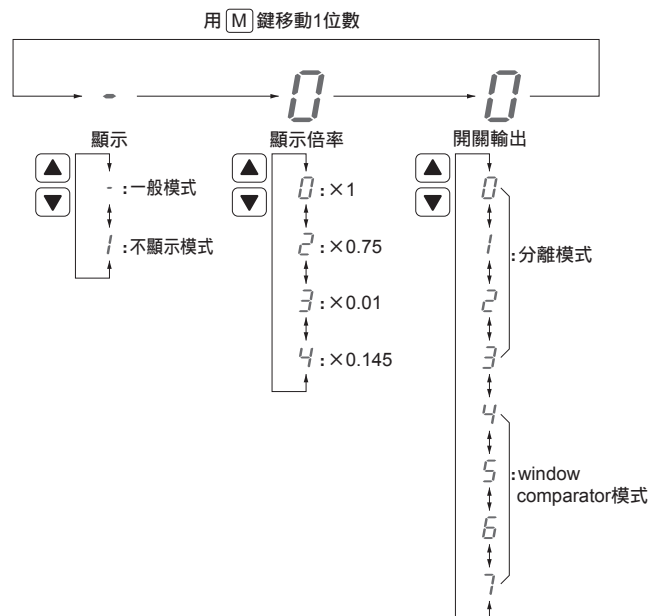 用 M 鍵移動1位數
- 0 0
顯示
▲
▼
- :一般模式
1 :不顯示模式
顯示倍率
▲
▼
0 :×1
2 :×0.75
3 :×0.01
4 :×0.145
開關輸出
▲
▼
0
1
2
3
:分離模式
4
5
6
7
:window
comparator模式